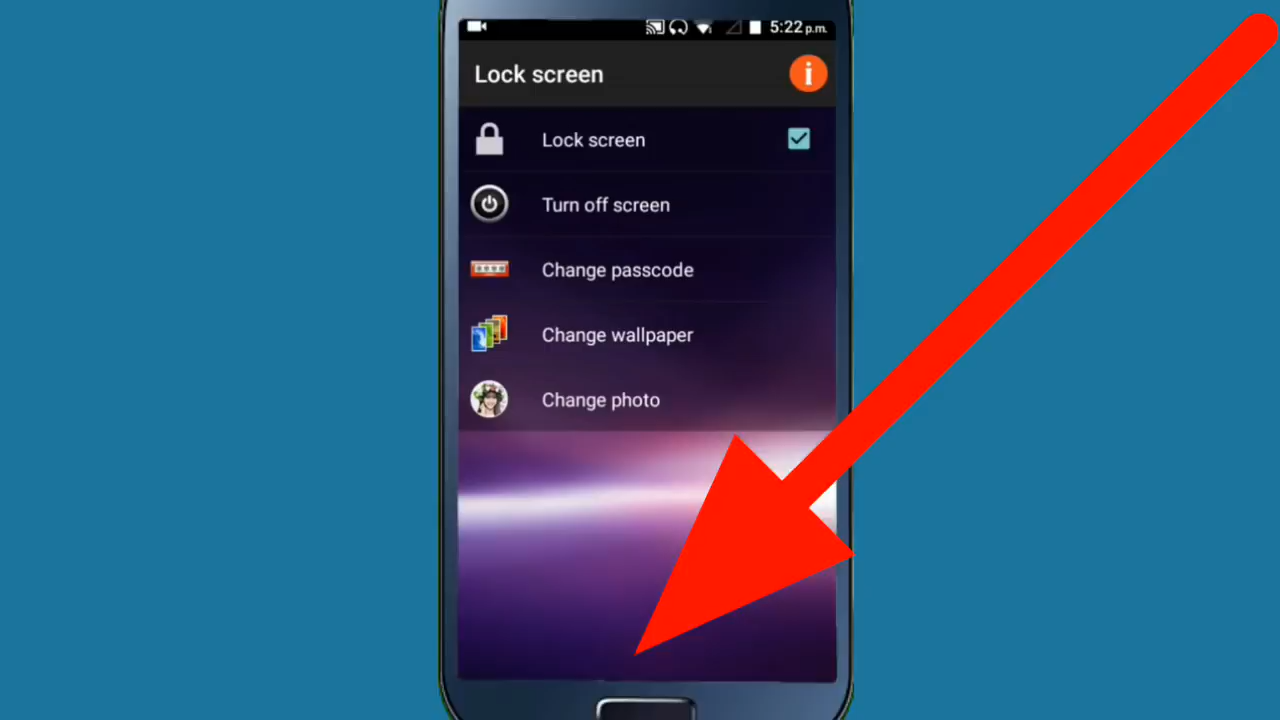 5:22 p.m.
Lock screen
i
Lock screen
Turn off screen
Change passcode
Change wallpaper
Change photo